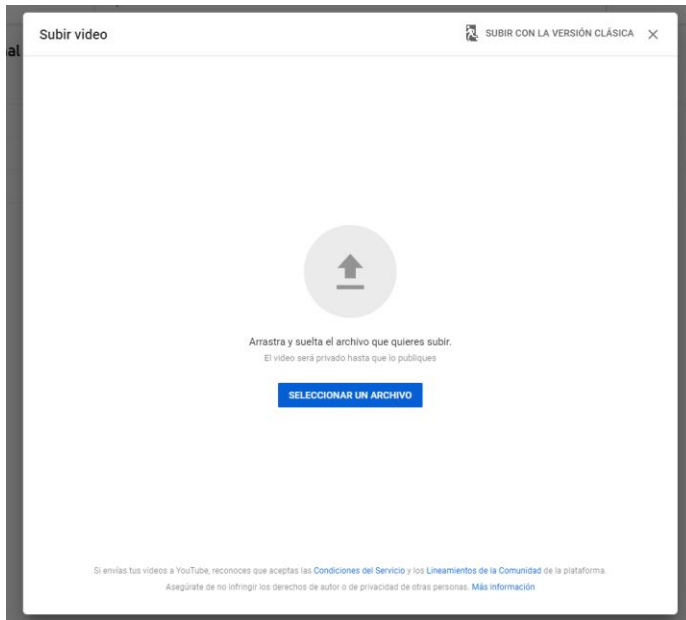 Subir video
SUBIR CON LA VERSIÓN CLÁSICA
al
Arrastra y suelta el archivo que quieres subir.
El video será privado hasta que lo publiques
SELECCIONAR UN ARCHIVO
Si envías tus videos a YouTube, reconoces que aceptas las Condiciones del Servicio y los Lineamientos de la Comunidad de la plataforma.
Asegúrate de no infringir los derechos de autor o de privacidad de otras personas. Más información